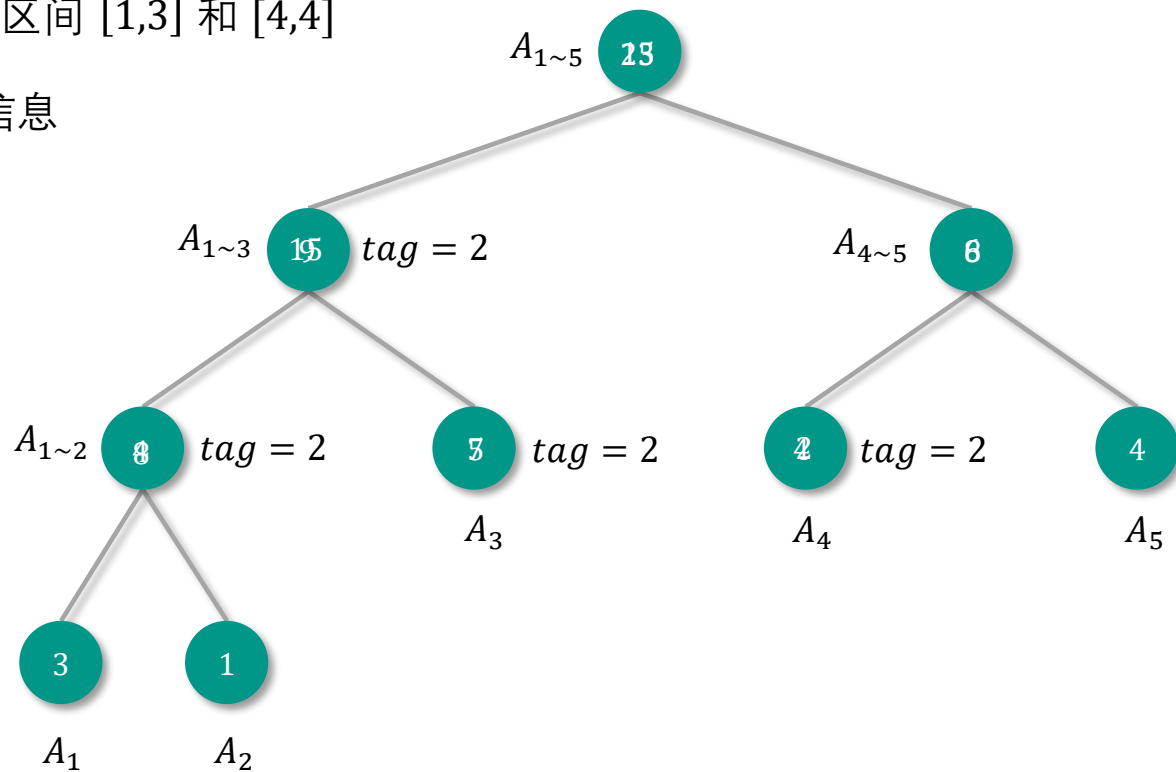 区间 [1,3] 和 [4,4]
信息
A₁~₅
A₁~₃ tag = 2
A₄~₅
A₁~₂ tag = 2
tag = 2
tag = 2
4
A₃
A₄
A₅
3
1
A₁
A₂